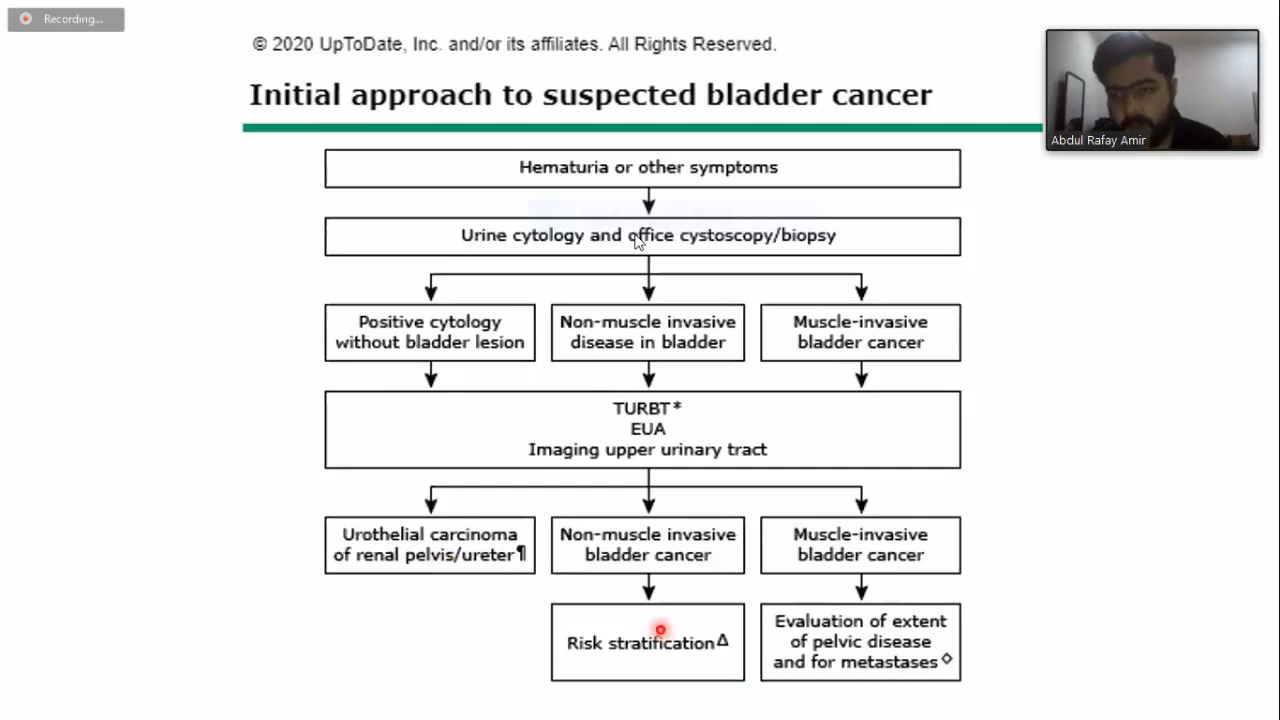 Recording...
© 2020 UpToDate, Inc. and/or its affiliates. All Rights Reserved.
Initial approach to suspected bladder cancer
Abdul Rafay Amir
Hematuria or other symptoms
Urine cytology and office cystoscopy/biopsy
Positive cytology
without bladder lesion
Non-muscle invasive
disease in bladder
Muscle-invasive
bladder cancer
TURBT*
EUA
Imaging upper urinary tract
Urothelial carcinoma
of renal pelvis/ureter¶
Non-muscle invasive
bladder cancer
Muscle-invasive
bladder cancer
Risk stratificationΔ
Evaluation of extent
of pelvic disease
and for metastases◇